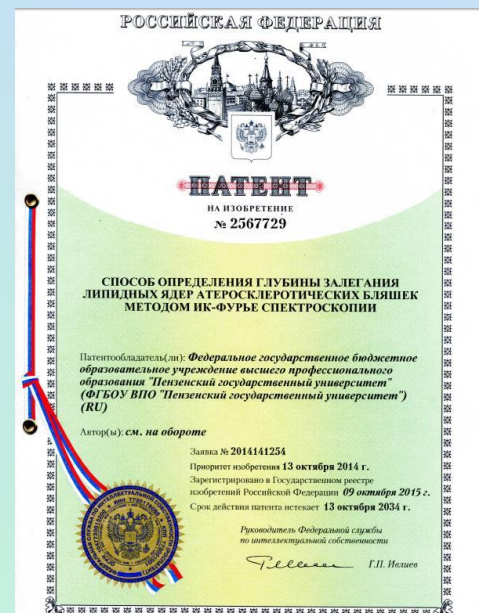 РОССИЙСКАЯ ФЕДЕРАЦИЯ
ПАТЕНТ
НА ИЗОБРЕТЕНИЕ
№ 2567729
СПОСОБ ОПРЕДЕЛЕНИЯ ГЛУБИНЫ ЗАЛЕГАНИЯ
ЛИПИДНЫХ ЯДЕР АТЕРОСКЛЕРОТИЧЕСКИХ БЛЯШЕК
МЕТОДОМ ИК-ФУРЬЕ СПЕКТРОСКОПИИ
Патентообладатель(ли): Федеральное государственное бюджетное
образовательное учреждение высшего профессионального
образования "Пензенский государственный университет"
(ФГБОУ ВПО "Пензенский государственный университет")
(RU)
Автор(ы): см. на обороте
Заявка № 2014141254
Приоритет изобретения 13 октября 2014 г.
Зарегистрировано в Государственном реестре
изобретений Российской Федерации 09 октября 2015 г.
Срок действия патента истекает 13 октября 2034 г.
Руководитель Федеральной службы
по интеллектуальной собственности
Г.П. Ивлиев